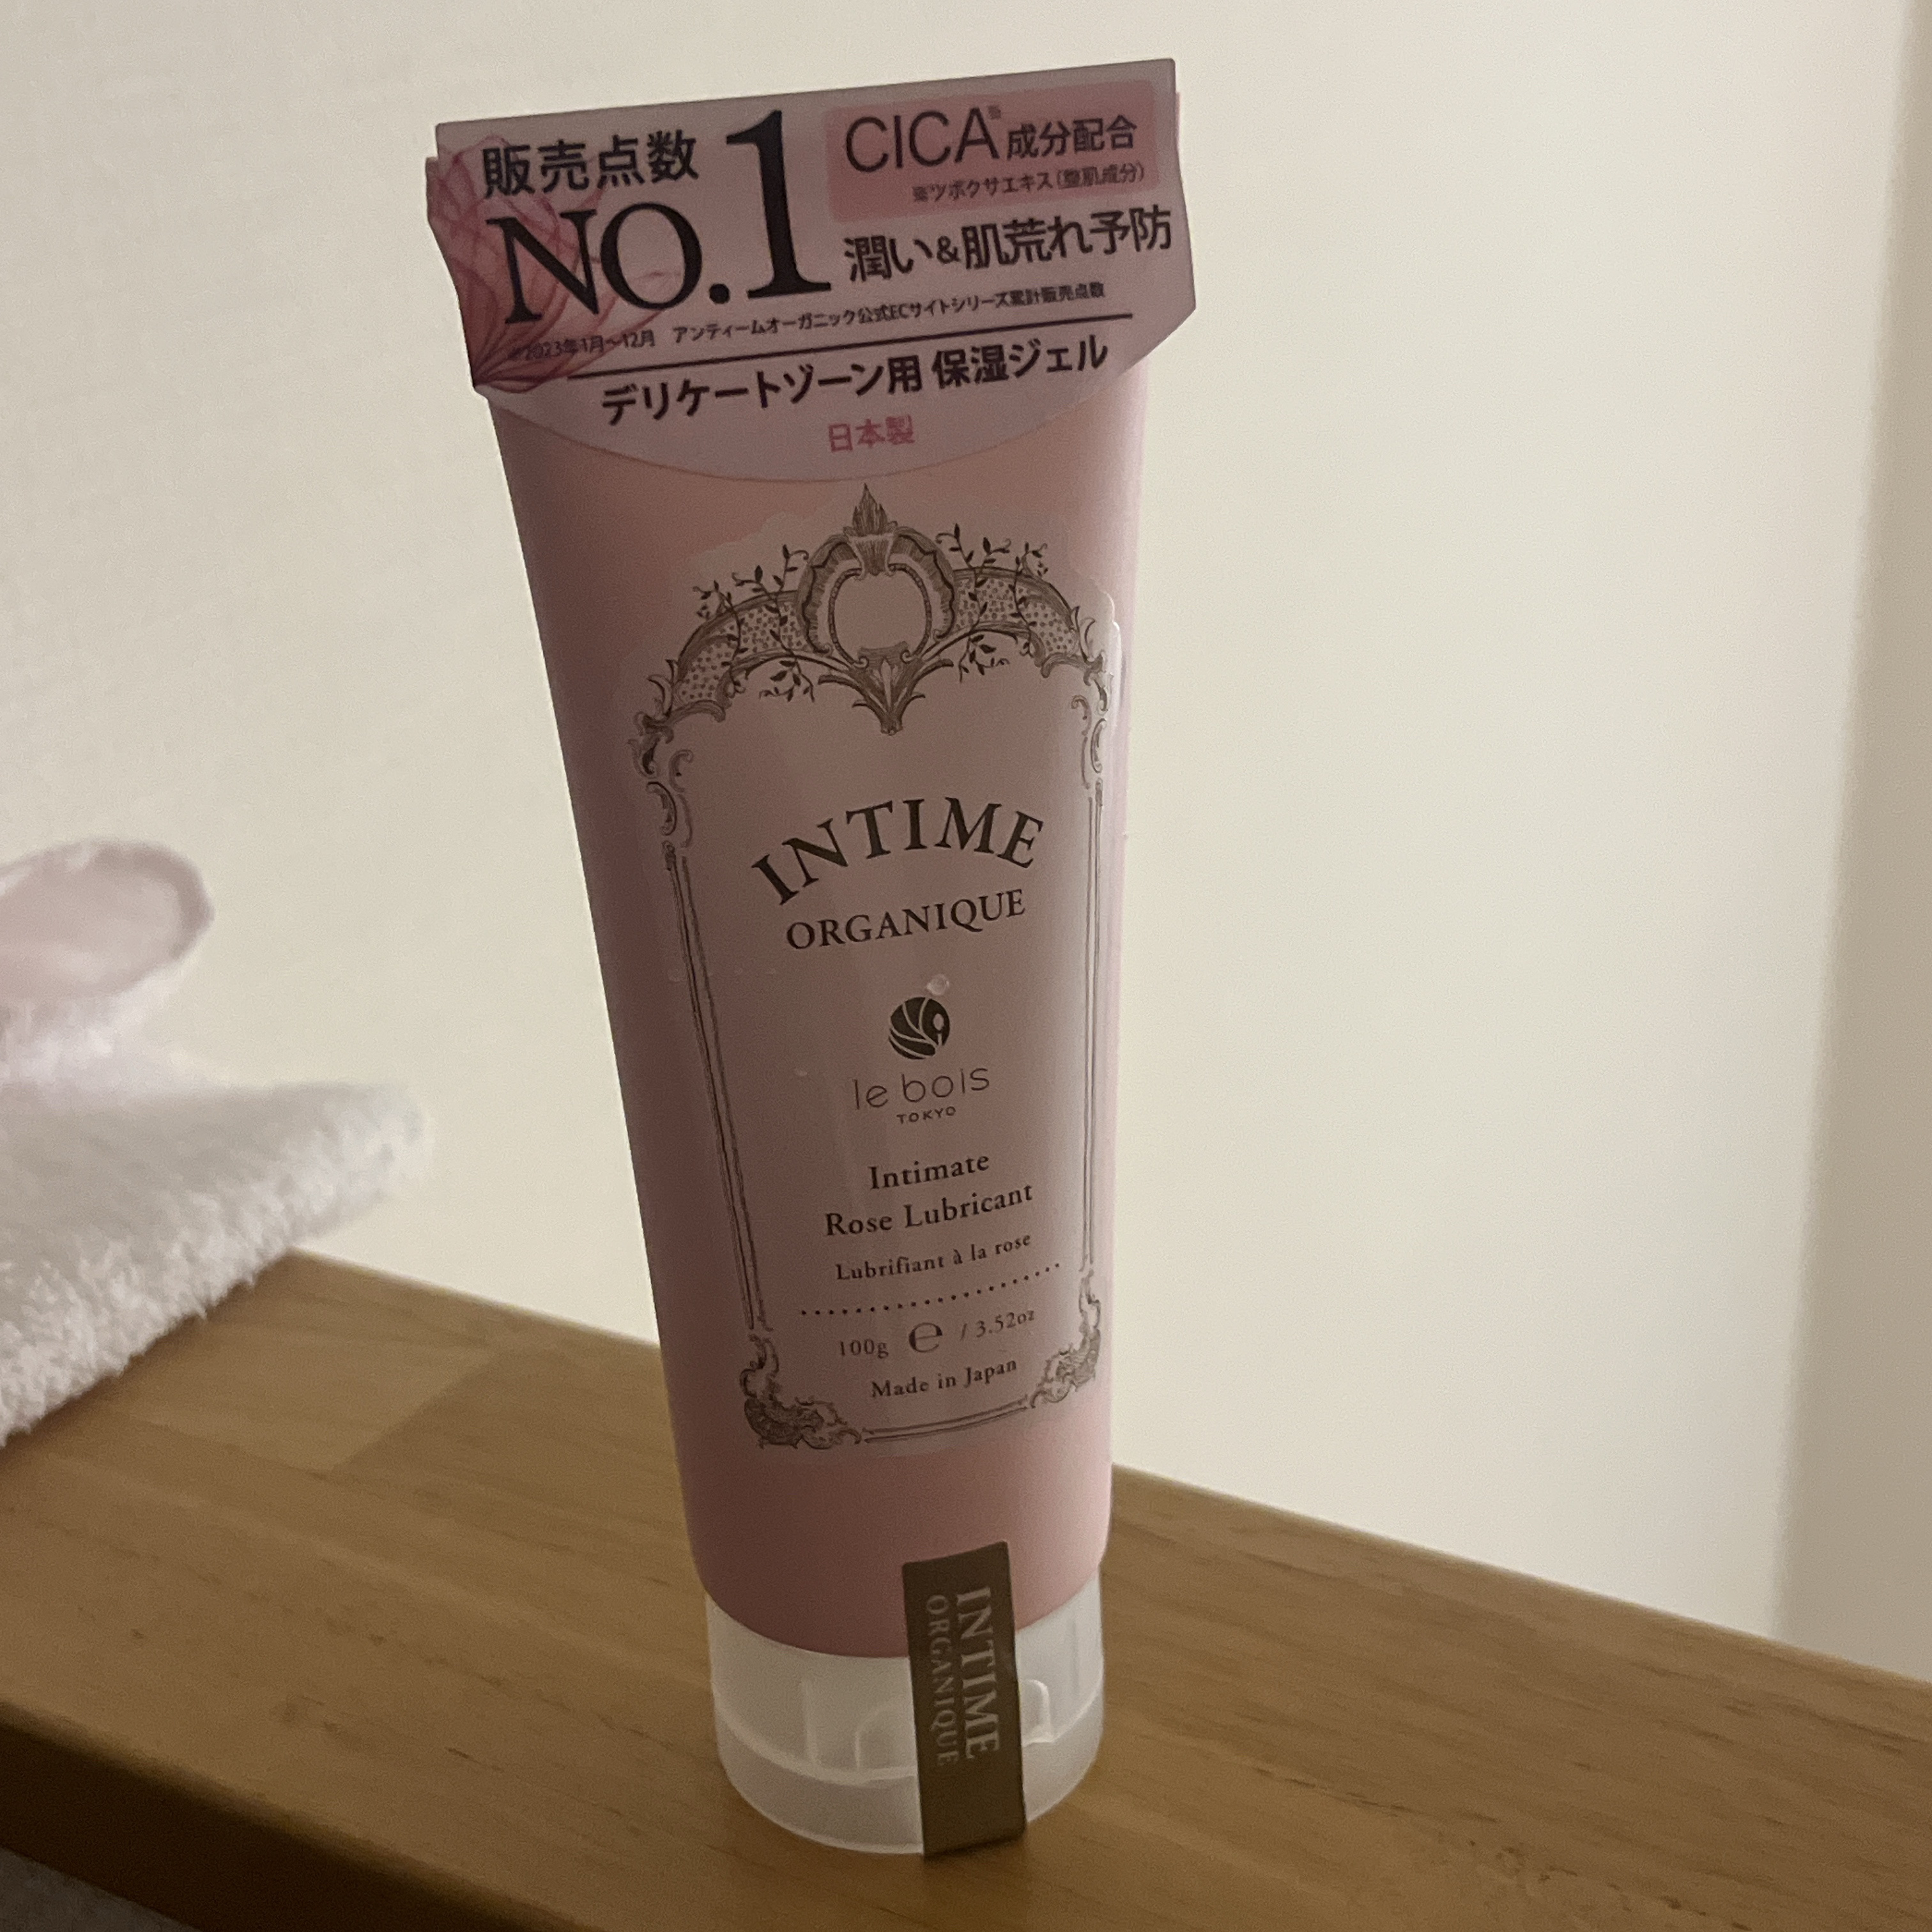 販売点数
NO.1
CICA※成分配合
※ツボクサエキス(整肌成分)
潤い&肌荒れ予防
※2023年1月~12月 アンティームオーガニック公式ECサイトシリーズ累計販売点数
デリケートゾーン用 保湿ジェル
日本製
INTIME
ORGANIQUE
le bois
TOKYO
Intimate
Rose Lubricant
Lubrifiant à la rose
100g ℮ / 3.52oz
Made in Japan
INTIME
ORGANIQUE